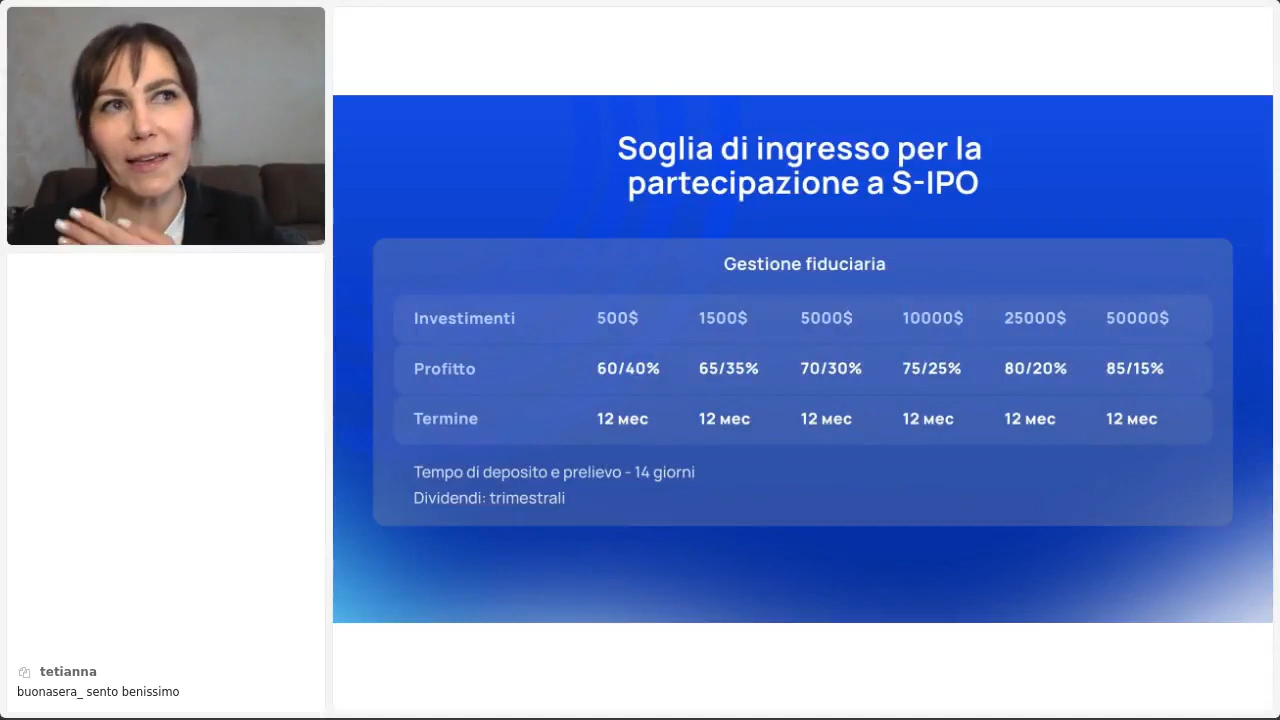 Soglia di ingresso per la
partecipazione a S-IPO
Gestione fiduciaria
Investimenti 500$ 1500$ 5000$ 10000$ 25000$ 50000$
Profitto 60/40% 65/35% 70/30% 75/25% 80/20% 85/15%
Termine 12 мес 12 мес 12 мес 12 мес 12 мес 12 мес
Tempo di deposito e prelievo - 14 giorni
Dividendi: trimestrali
tetianna
buonasera_ sento benissimo